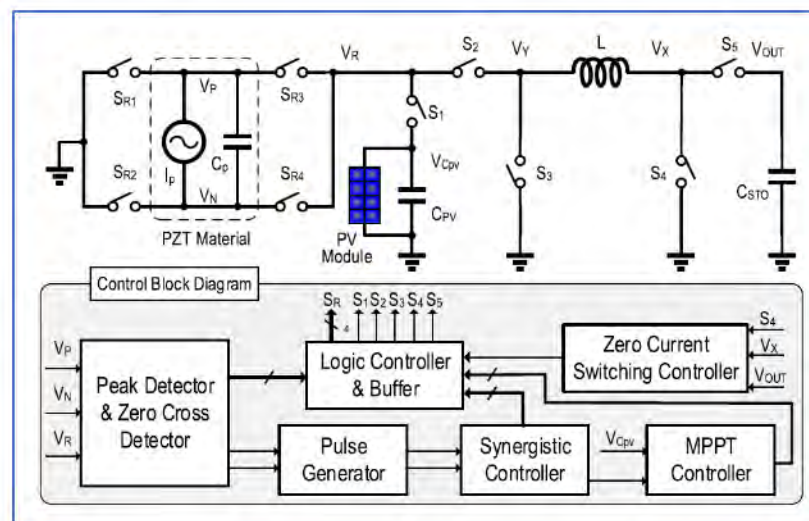 S2
VY
L
VX
S5
VOUT
VR
SR1
VP
SR3
S1
IP
Cp
VCpv
S3
S4
SR2
VN
SR4
CPV
CSTO
PZT Material
PV
Module
Control Block Diagram
SR
S1 S2 S3 S4 S5
4
VP
VN
VR
Peak Detector
& Zero Cross
Detector
Logic Controller
& Buffer
Zero Current
Switching Controller
S4
VX
VOUT
Pulse
Generator
Synergistic
Controller
VCpv
MPPT
Controller